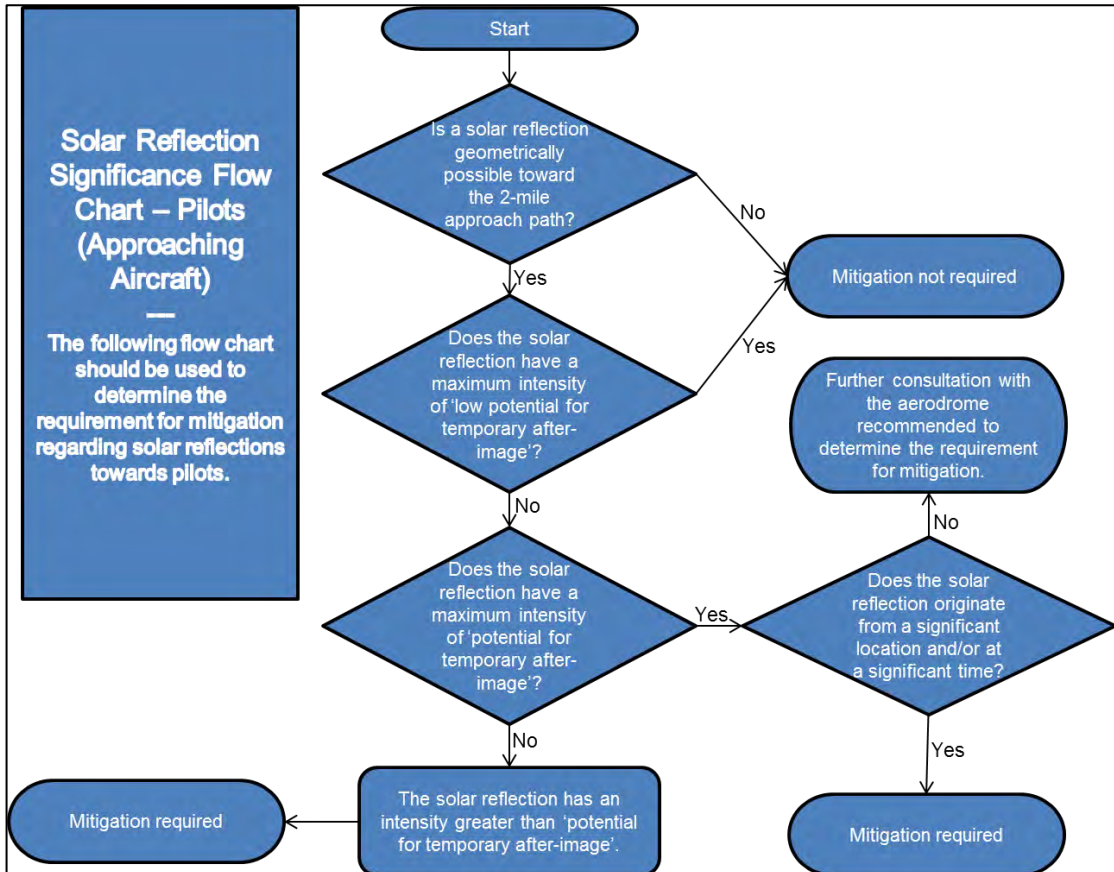 Solar Reflection
Significance Flow
Chart – Pilots
(Approaching
Aircraft)
---
The following flow chart
should be used to
determine the
requirement for mitigation
regarding solar reflections
towards pilots.
Start
Is a solar reflection
geometrically
possible toward
the 2-mile
approach path?
No
Mitigation not required
Yes
Does the solar
reflection have a
maximum intensity
of ‘low potential for
temporary after-
image’?
Yes
No
Does the solar
reflection have a
maximum intensity
of ‘potential for
temporary after-
image’?
Yes
Does the solar
reflection originate
from a significant
location and/or at
a significant time?
No
Further consultation with
the aerodrome
recommended to
determine the requirement
for mitigation.
Yes
Mitigation required
No
The solar reflection has an
intensity greater than ‘potential
for temporary after-image’.
Mitigation required